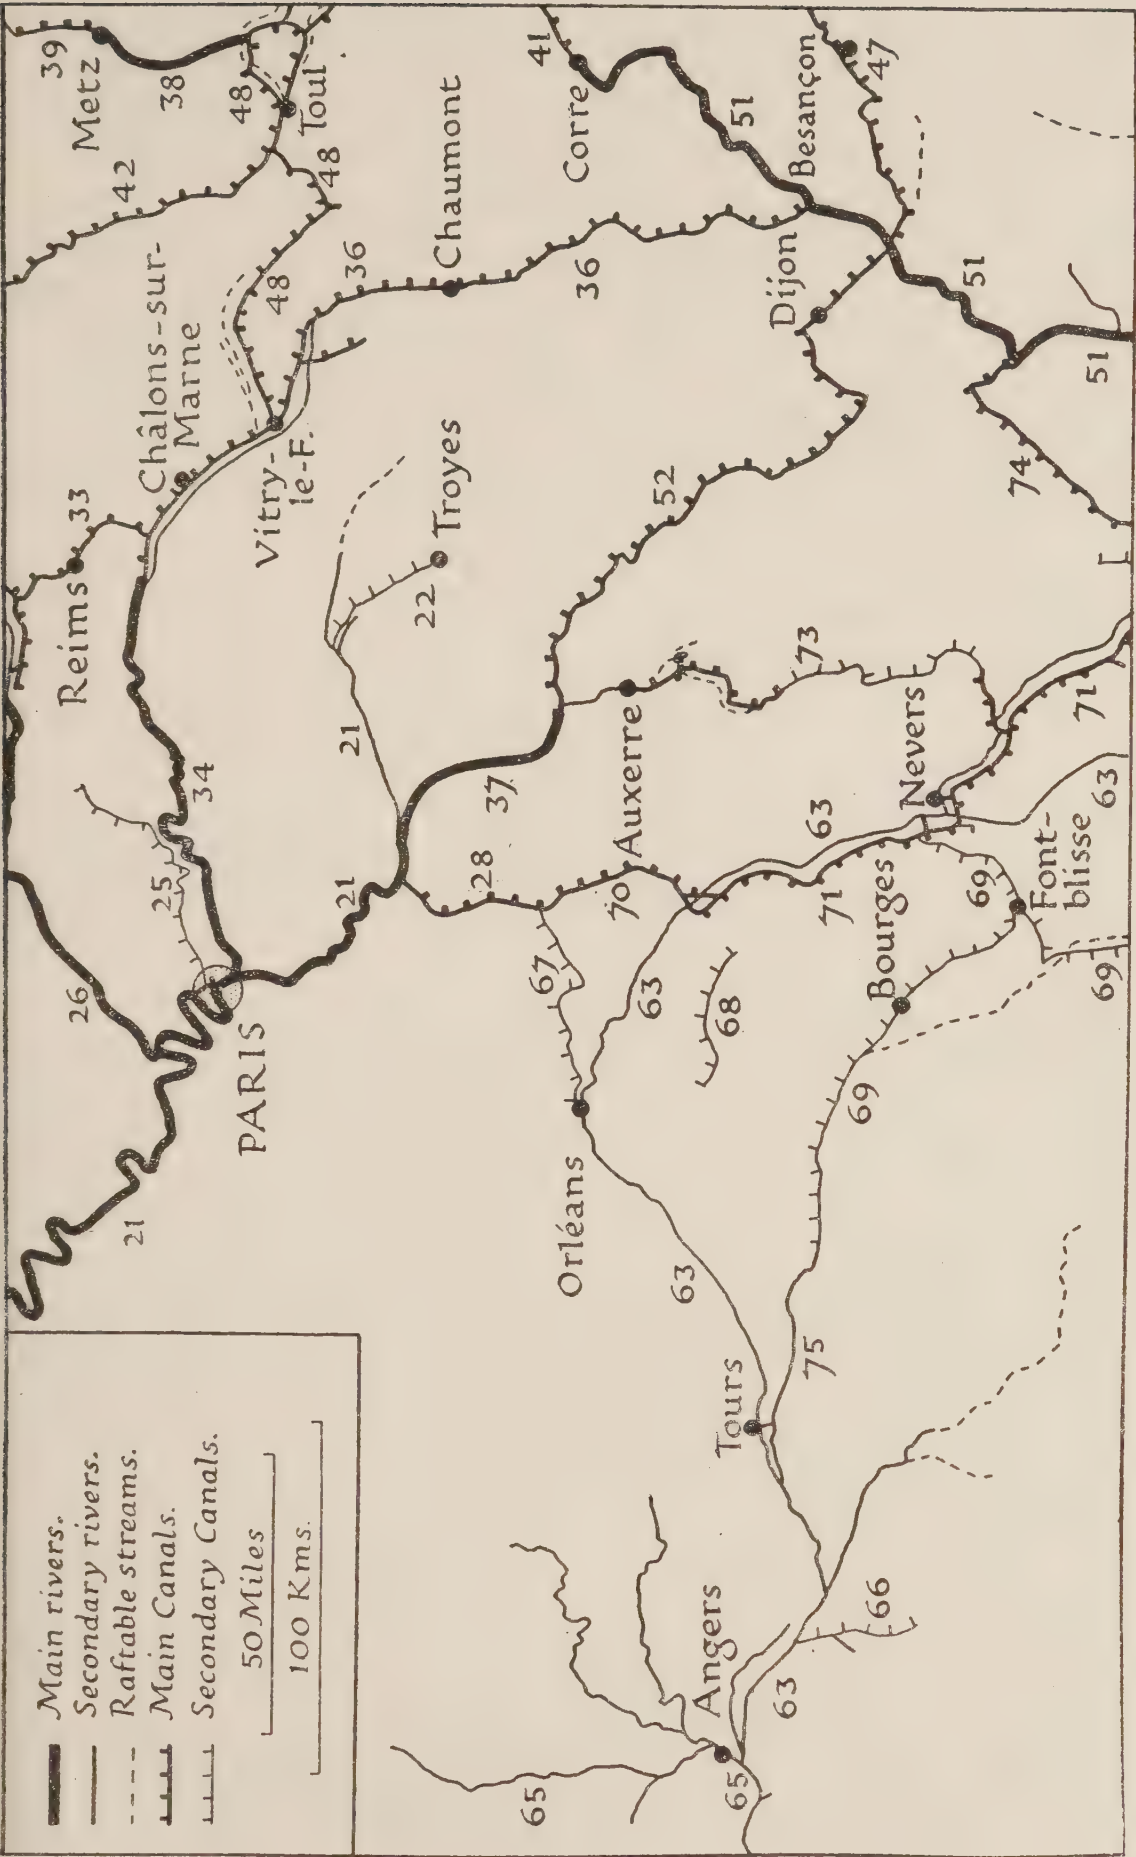 Main rivers.
Secondary rivers.
Raftable streams.
Main Canals.
Secondary Canals.
50 Miles
100 Kms.
21
26
PARIS
25
34
Reims
33
Châlons-sur-
Marne
42
39
Metz
38
48
Toul
48
48
Vitry-
le-F.
36
Chaumont
36
41
Corre
51
Besançon
47
Dijon
51
51
74
52
Troyes
22
21
37
21
28
Auxerre
73
70
67
63
68
Orléans
63
63
71
Nevers
71
63
Bourges
69
Font-
blisse
69
69
Tours
75
Angers
66
63
65
65